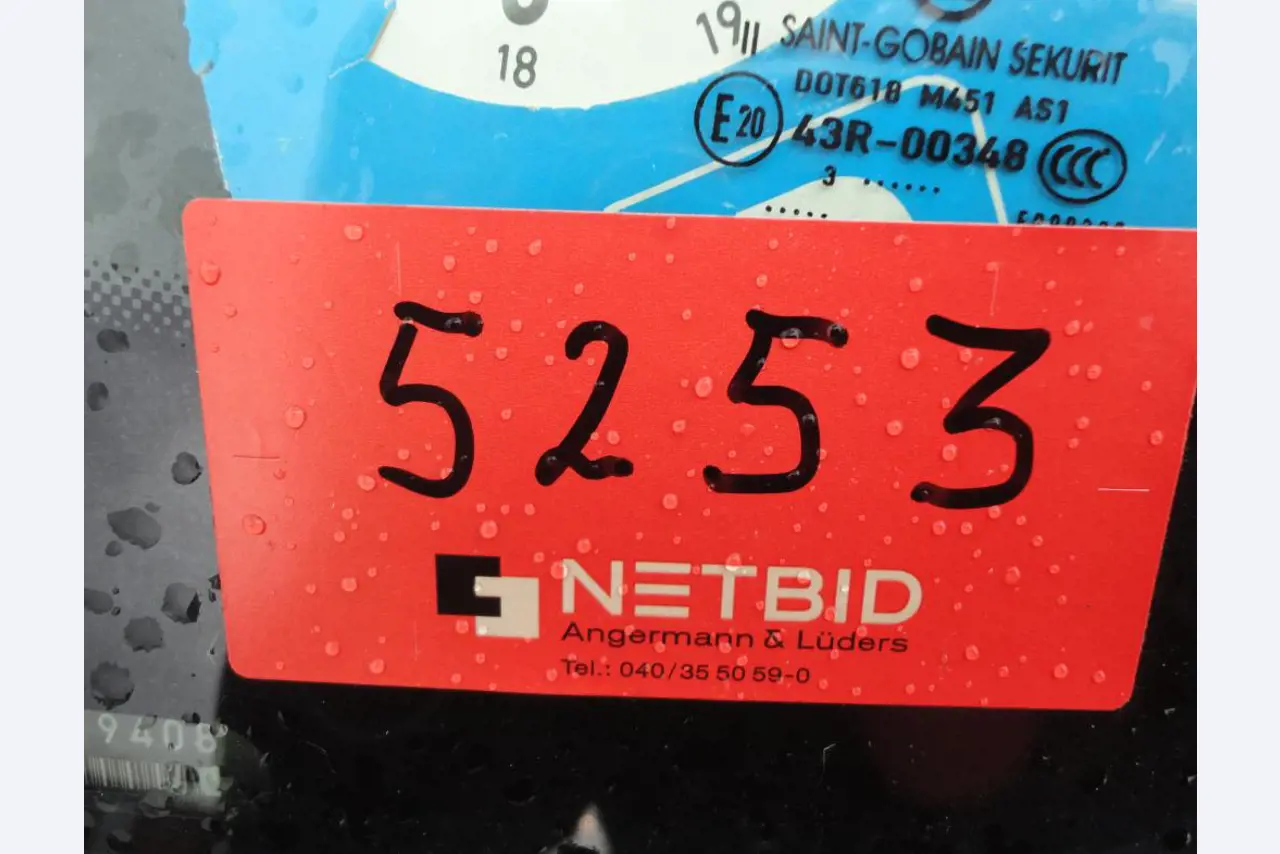 18
19II
SAINT-GOBAIN SEKURIT
DOT618 M451 AS1
E20 43R-00348 CCC
3 ......
.....
5253
NETBID
Angermann & Lüders
Tel.: 040/35 50 59-0
9408